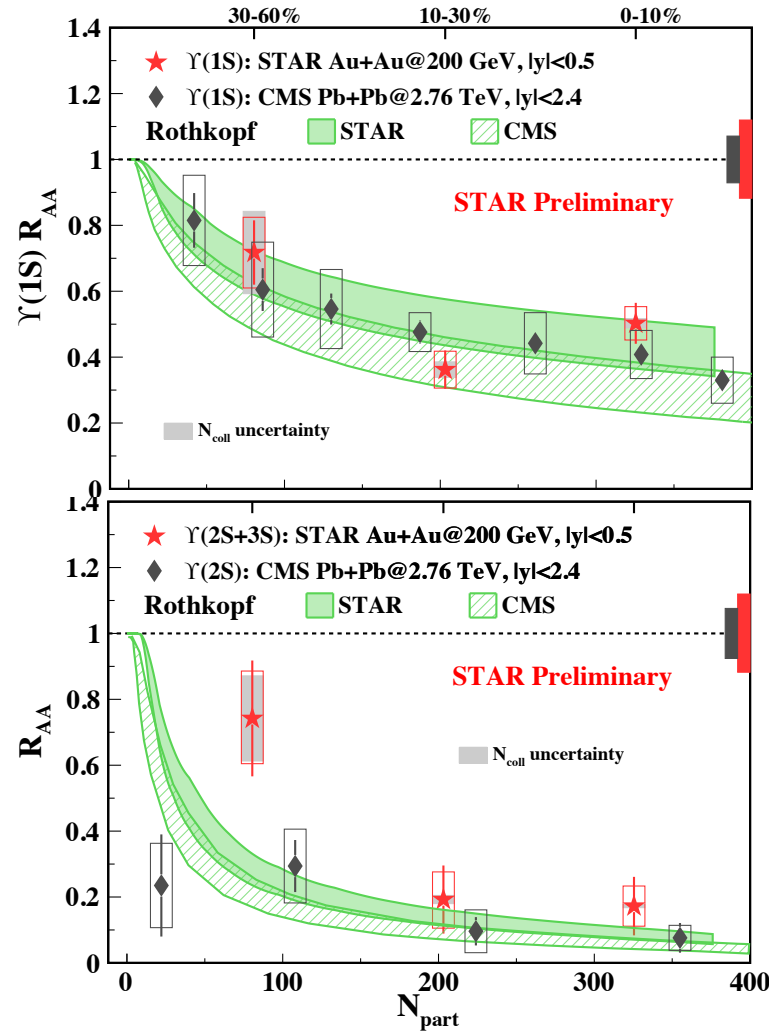 30-60% 10-30% 0-10%
1.4
ϒ(1S): STAR Au+Au@200 GeV, |y|<0.5
1.2
ϒ(1S): CMS Pb+Pb@2.76 TeV, |y|<2.4
Rothkopf STAR CMS
1
STAR Preliminary
0.8
ϒ(1S) R_AA
0.6
0.4
N_coll uncertainty
0.2
0
1.4
ϒ(2S+3S): STAR Au+Au@200 GeV, |y|<0.5
1.2
ϒ(2S): CMS Pb+Pb@2.76 TeV, |y|<2.4
Rothkopf STAR CMS
1
STAR Preliminary
0.8
R_AA
N_coll uncertainty
0.6
0.4
0.2
0
0 100 200 300 400
N_part